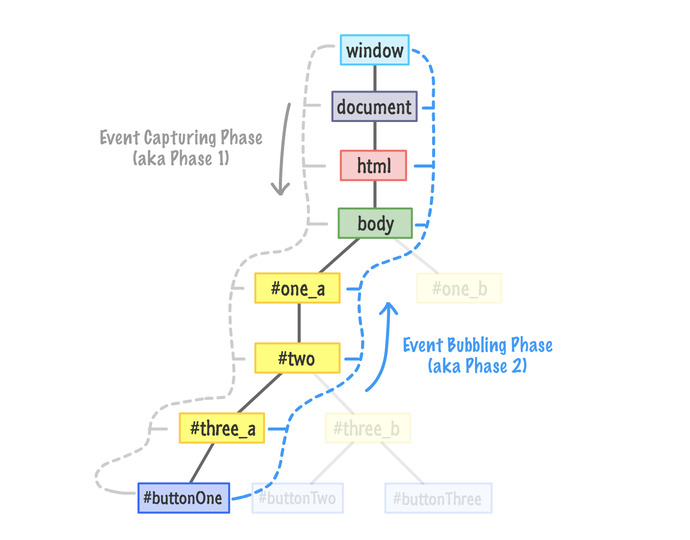 window
document
Event Capturing Phase
(aka Phase 1)
html
body
#one_a
#one_b
Event Bubbling Phase
(aka Phase 2)
#two
#three_a
#three_b
#buttonOne
#buttonTwo
#buttonThree